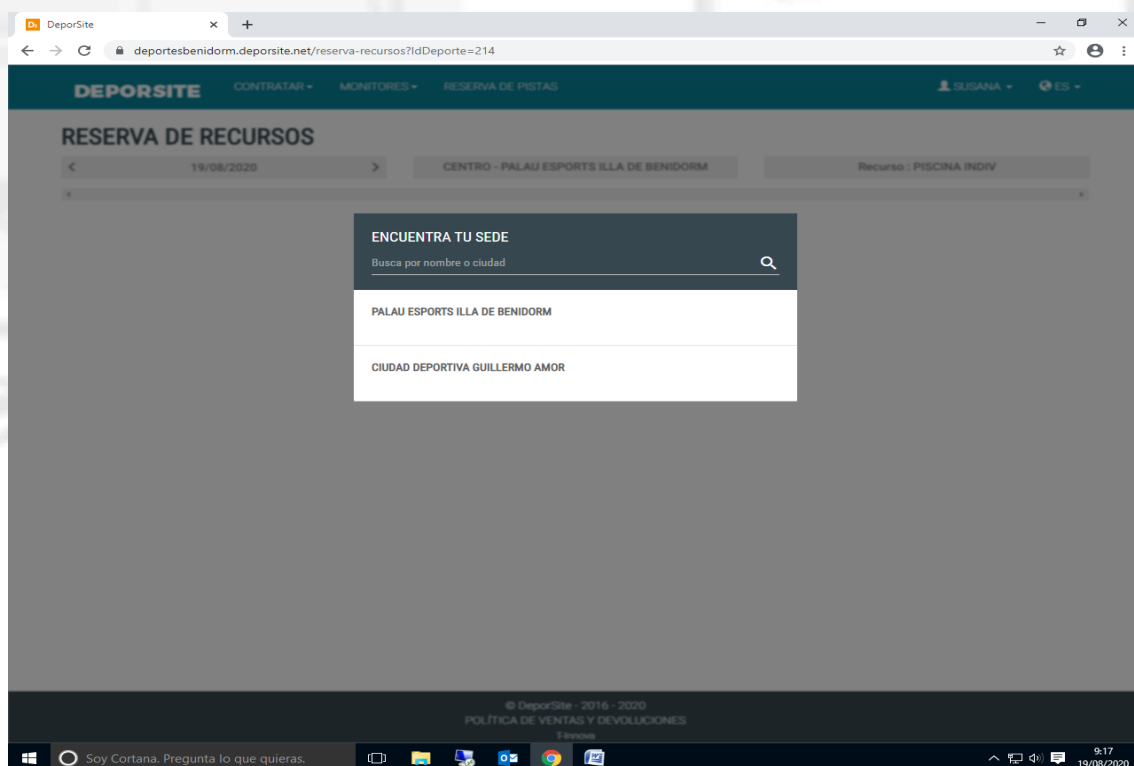 DeporSite
deportesbenidorm.deporsite.net/reserva-recursos?IdDeporte=214
DEPORSITE CONTRATAR MONITORES RESERVA DE PISTAS SUSANA ES
RESERVA DE RECURSOS
19/08/2020 CENTRO - PALAU ESPORTS ILLA DE BENIDORM Recurso : PISCINA INDIV
ENCUENTRA TU SEDE
Busca por nombre o ciudad
PALAU ESPORTS ILLA DE BENIDORM
CIUDAD DEPORTIVA GUILLERMO AMOR
© DeporSite - 2016 - 2020
POLÍTICA DE VENTAS Y DEVOLUCIONES
T-Innova
Soy Cortana. Pregunta lo que quieras. 9:17
19/08/2020